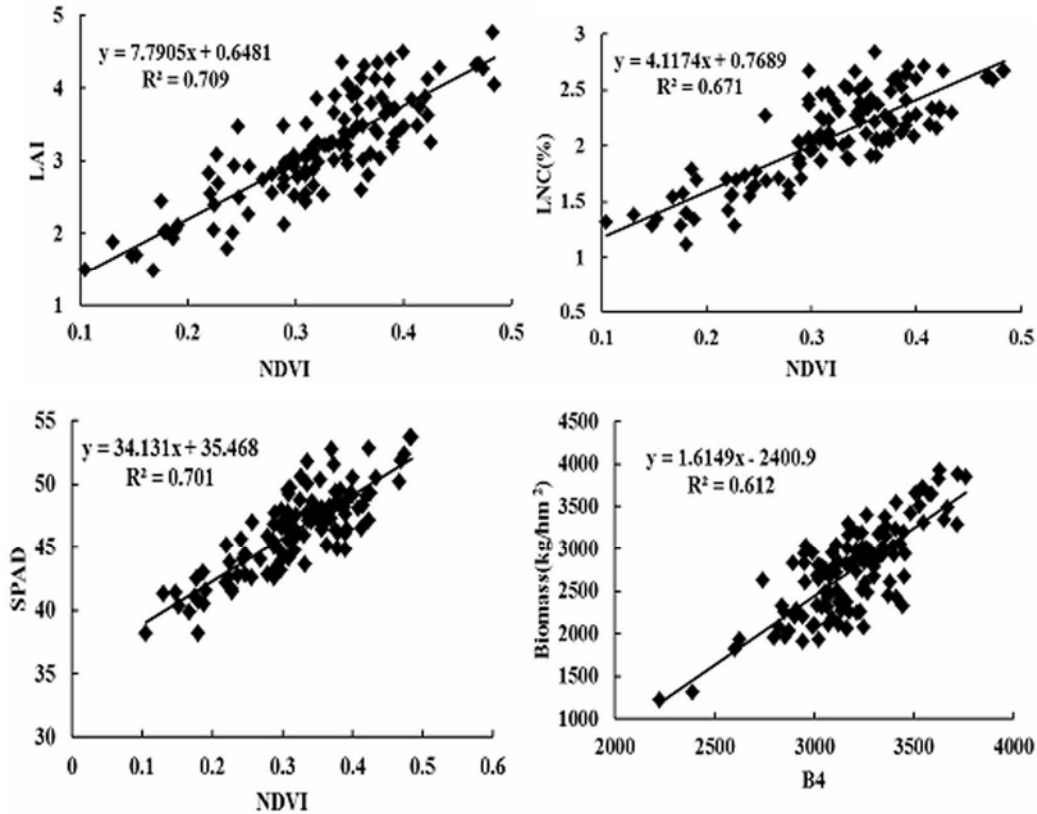 5
4
3
2
1
LAI
y = 7.7905x + 0.6481
R² = 0.709
0.1 0.2 0.3 0.4 0.5
NDVI
3
2.5
2
1.5
1
0.5
LNC(%)
y = 4.1174x + 0.7689
R² = 0.671
0.1 0.2 0.3 0.4 0.5
NDVI
55
50
45
40
35
30
SPAD
y = 34.131x + 35.468
R² = 0.701
0 0.1 0.2 0.3 0.4 0.5 0.6
NDVI
4500
4000
3500
3000
2500
2000
1500
1000
Biomass(kg/hm ²)
y = 1.6149x - 2400.9
R² = 0.612
2000 2500 3000 3500 4000
B4